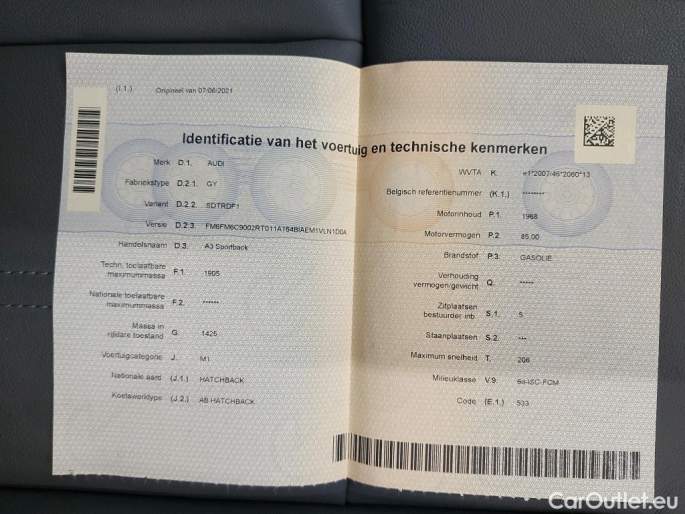 (I.1.) Origineel van 07/06/2021
Identificatie van het voertuig en technische kenmerken
Merk D.1. AUDI
Fabriekstype D.2.1. GY
Variant D.2.2. SDTRDF1
Versie D.2.3
Handelsnaam D.3. A3 Sportback
Techn. toelaatbare
maximummassa F.1. 1905
Nationale toelaatbare
maximummassa F.2. ------
Massa in
rijklare toestand G. 1425
Voertuigcategorie J. M1
Nationale aard (J.1.) HATCHBACK
Koetswerktype (J.2.) AB HATCHBACK
WVTA K. e1*2007/46*2060*13
Belgisch referentienummer (K.1.) --------
Motorinhoud P.1. 1968
Motorvermogen P.2. 85.00
Brandstof P.3. GASOLIE
Verhouding
vermogen/gewicht Q. -----
Zitplaatsen
bestuurder inb. S.1. 5
Staanplaatsen S.2. ---
Maximum snelheid T. 206
Milieuklasse V.9. 6d-ISC-FCM
Code (E.1.) 533
CarOutlet.eu